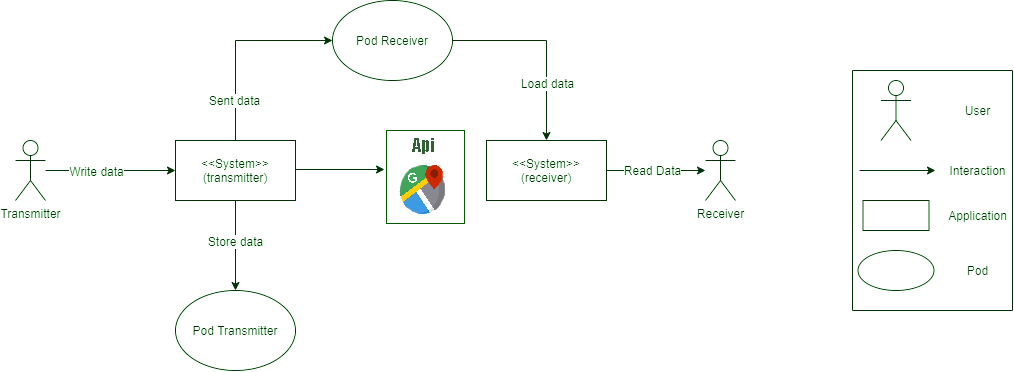 Pod Receiver
Sent data
Load data
Api
G
<<System>>
(transmitter)
<<System>>
(receiver)
Write data
Read Data
Transmitter
Receiver
Store data
Pod Transmitter
User
Interaction
Application
Pod